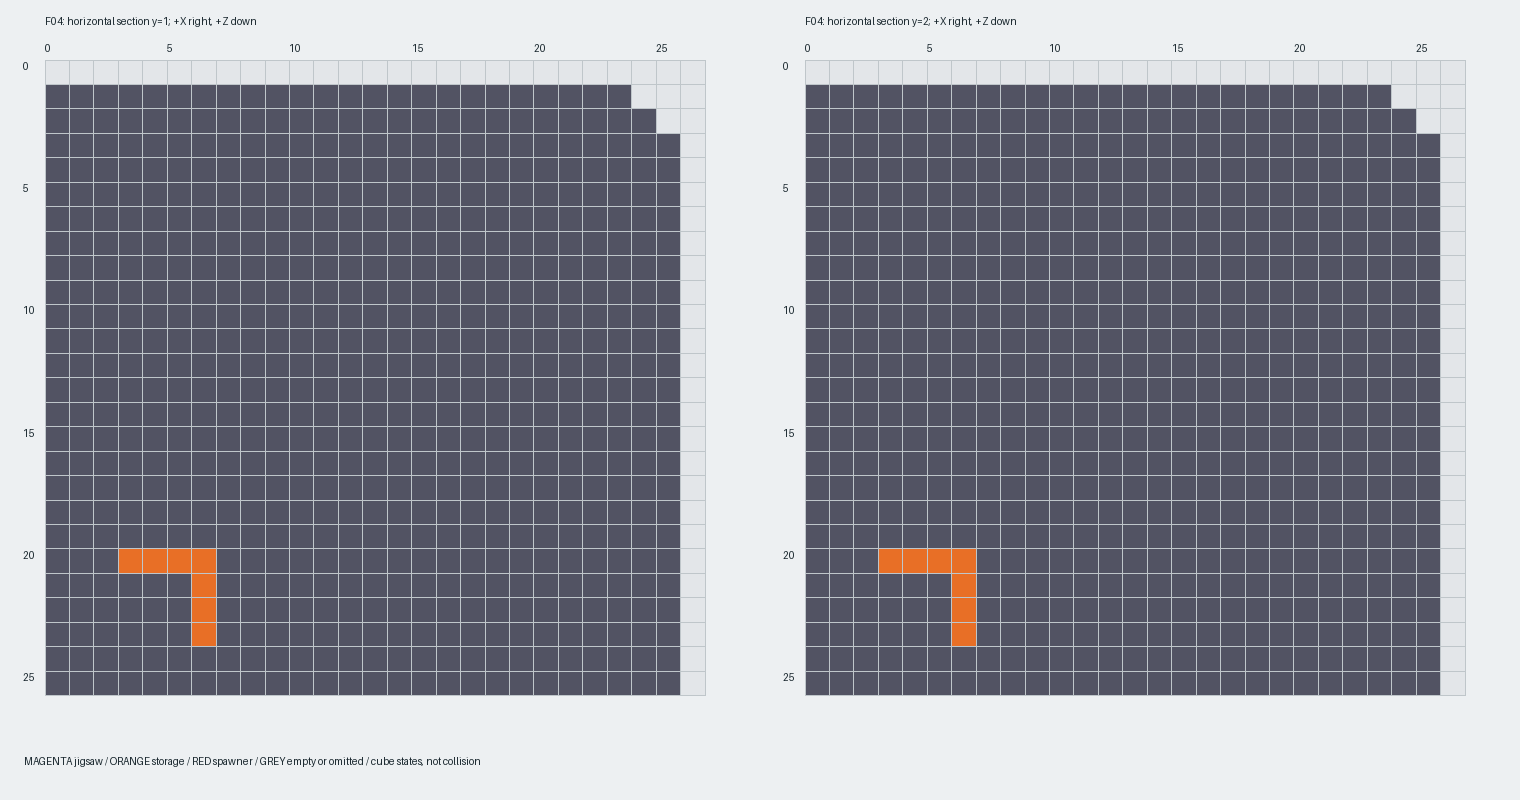 F04: horizontal section y=1; +X right, +Z down
0 5 10 15 20 25
0
5
10
15
20
25
F04: horizontal section y=2; +X right, +Z down
0 5 10 15 20 25
0
5
10
15
20
25
MAGENTA jigsaw / ORANGE storage / RED spawner / GREY empty or omitted / cube states, not collision